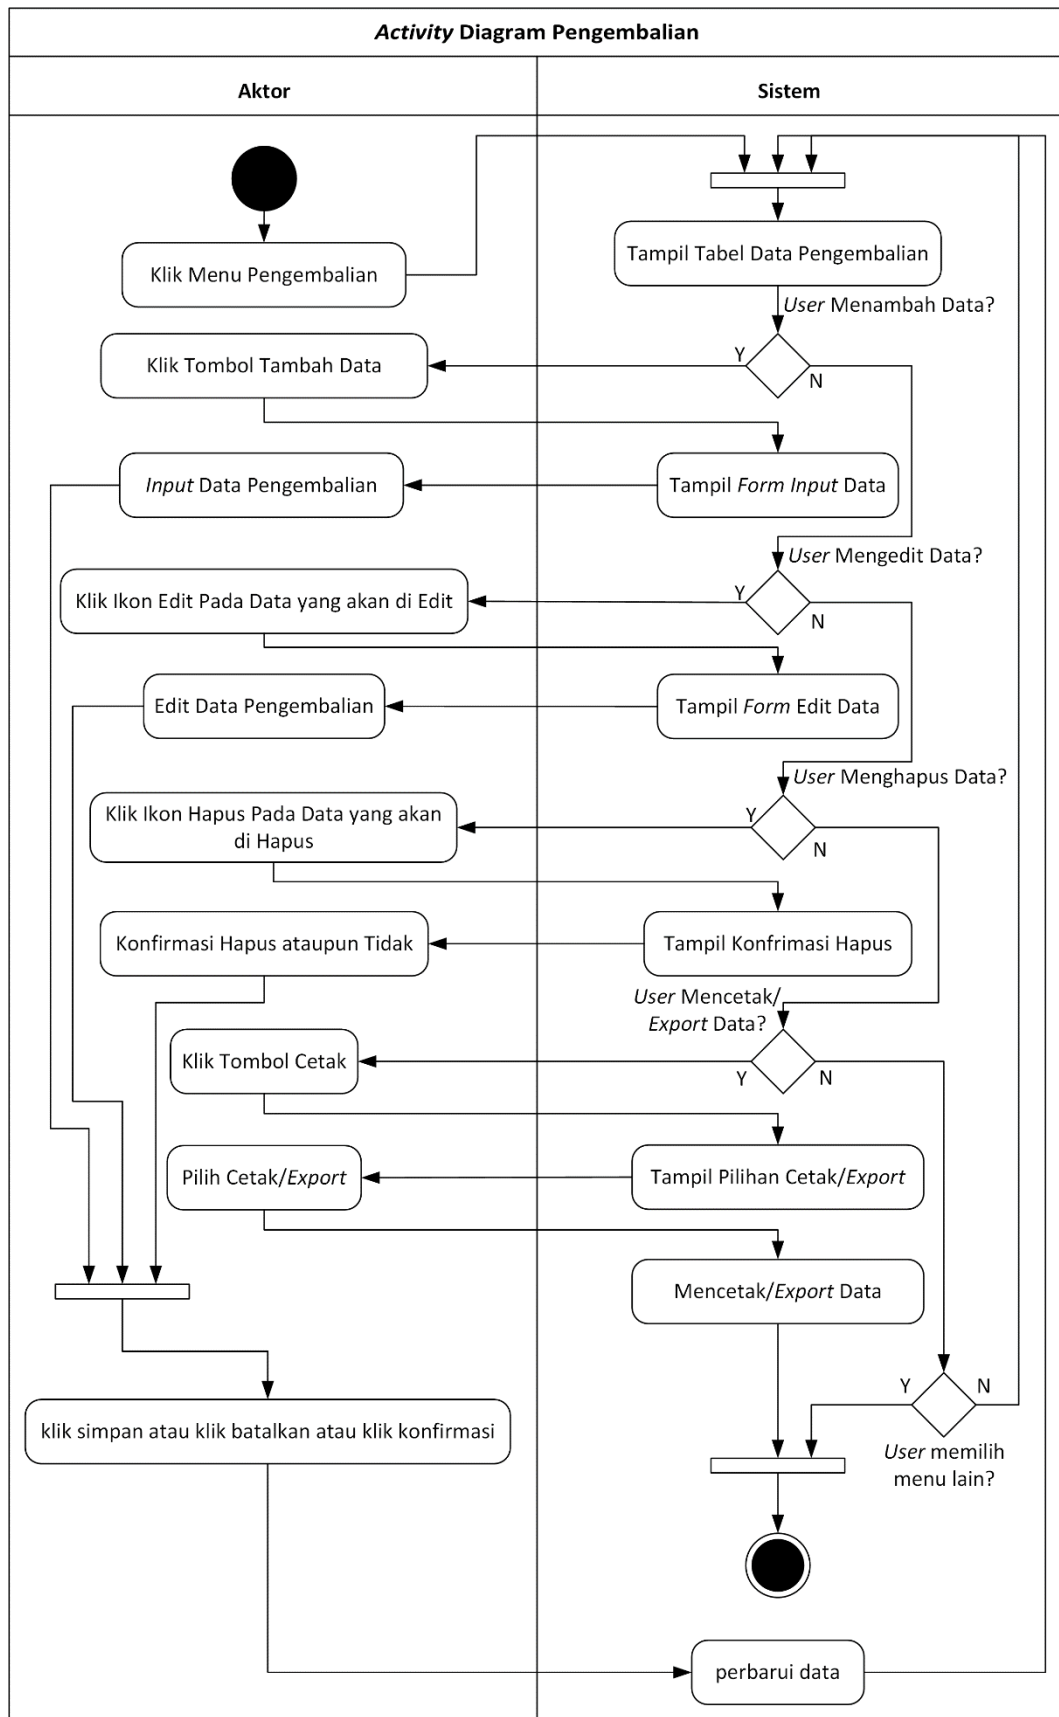 Activity Diagram Pengembalian
Aktor
Sistem
Klik Menu Pengembalian
Tampil Tabel Data Pengembalian
User Menambah Data?
Y
N
Klik Tombol Tambah Data
Input Data Pengembalian
Tampil Form Input Data
User Mengedit Data?
Y
N
Klik Ikon Edit Pada Data yang akan di Edit
Edit Data Pengembalian
Tampil Form Edit Data
User Menghapus Data?
Y
N
Klik Ikon Hapus Pada Data yang akan
di Hapus
Konfirmasi Hapus ataupun Tidak
Tampil Konfrimasi Hapus
User Mencetak/
Export Data?
Y
N
Klik Tombol Cetak
Pilih Cetak/Export
Tampil Pilihan Cetak/Export
Mencetak/Export Data
Y
N
User memilih
menu lain?
klik simpan atau klik batalkan atau klik konfirmasi
perbarui data